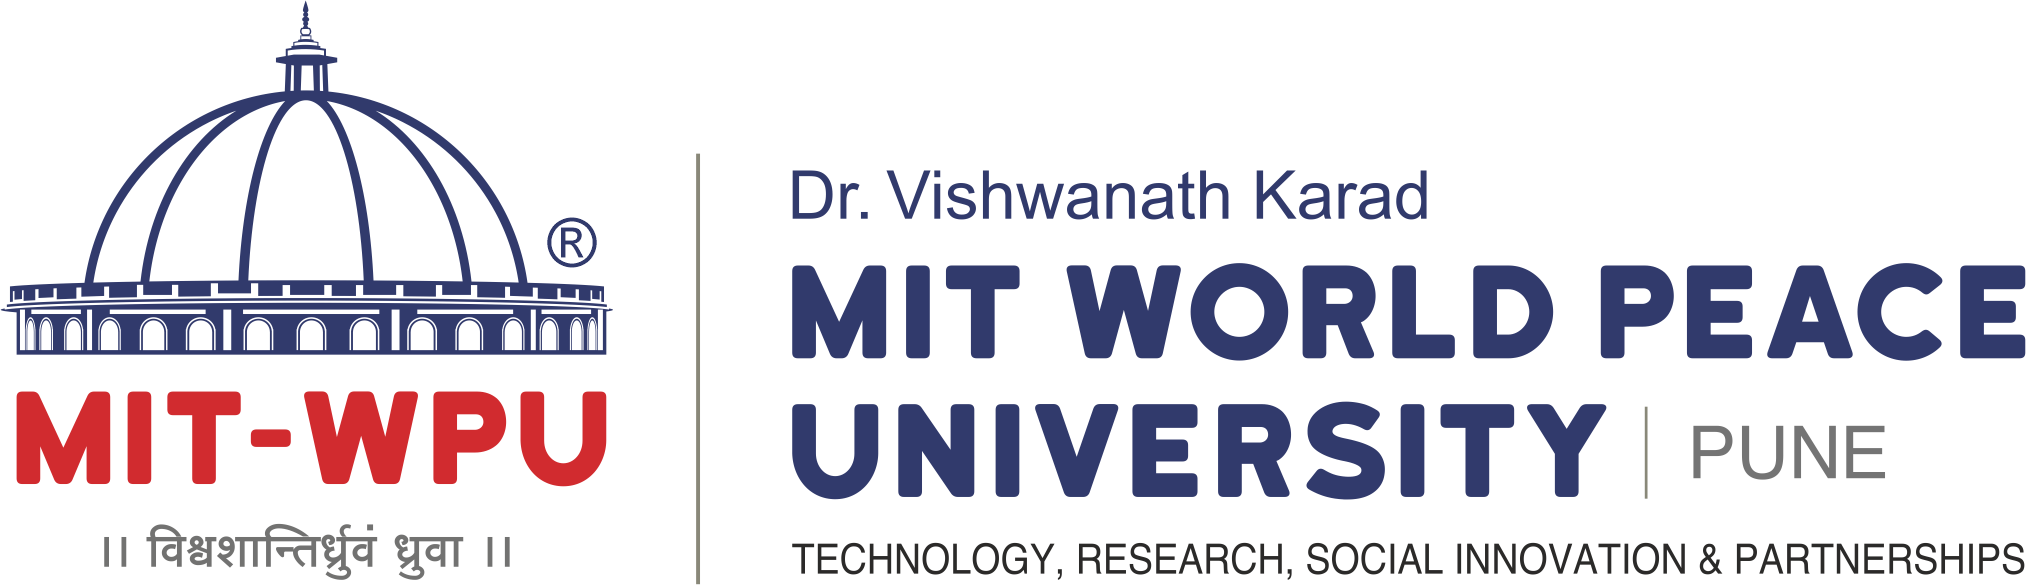 ®
MIT-WPU
।। विश्वशान्तिर्ध्रुवं ध्रुवा ।।
Dr. Vishwanath Karad
MIT WORLD PEACE
UNIVERSITY | PUNE
TECHNOLOGY, RESEARCH, SOCIAL INNOVATION & PARTNERSHIPS